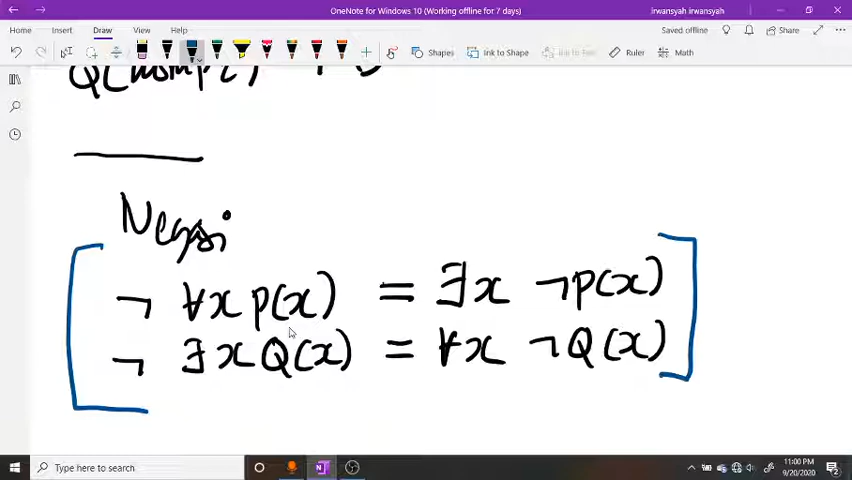 OneNote for Windows 10 (Working offline for 7 days)
irwansyah irwansyah
Home Insert Draw View Help
Saved offline Share
Shapes Ink to Shape Ink to Text Ruler Math
Negasi
¬ ∀x p(x) = ∃x ¬p(x)
¬ ∃x Q(x) = ∀x ¬Q(x)
Type here to search
11:00 PM
9/20/2020
2